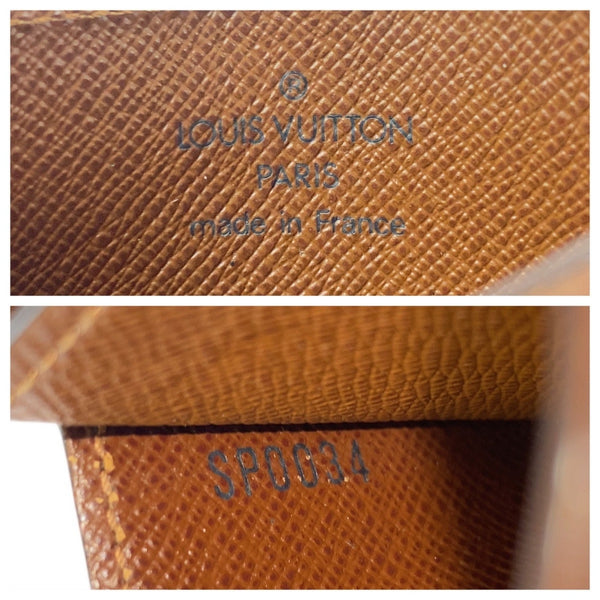 ®
LOUIS VUITTON
PARIS
made in France
SP0034